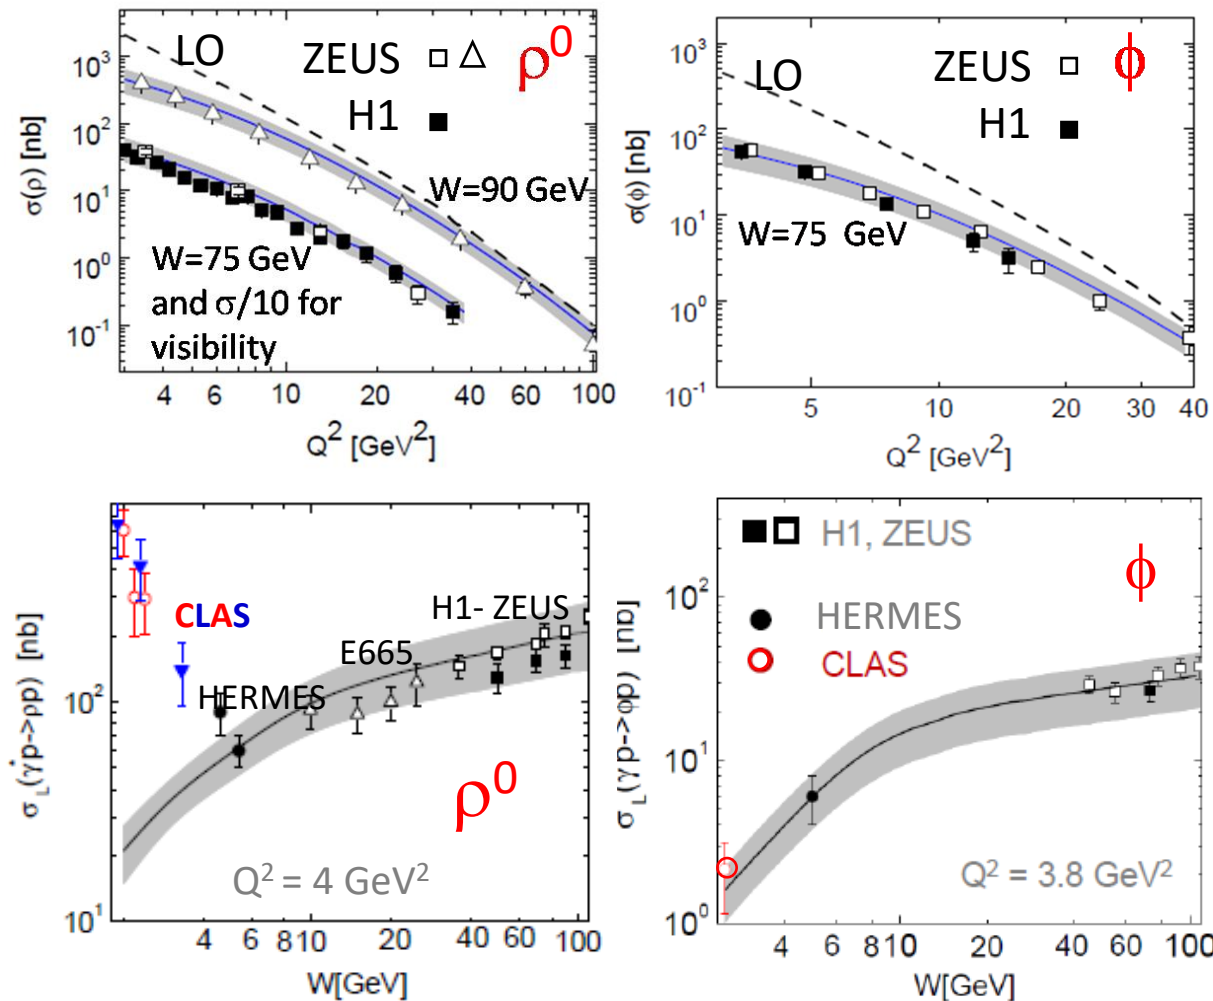 LO
ZEUS
ρ⁰
H1
W=90 GeV
W=75 GeV
and σ/10 for
visibility
10³
10²
10¹
10⁰
10⁻¹
σ(ρ) [nb]
4 6 10 20 40 60 100
Q² [GeV²]
LO
ZEUS
ϕ
H1
W=75 GeV
10³
10²
10¹
10⁰
10⁻¹
σ(ϕ) [nb]
5 10 20 30 40
Q² [GeV²]
CLAS
H1- ZEUS
E665
HERMES
ρ⁰
Q² = 4 GeV²
10²
10¹
σ_L(γ*p->ρp) [nb]
4 6 8 10 20 40 60 100
W[GeV]
H1, ZEUS
ϕ
HERMES
CLAS
Q² = 3.8 GeV²
10²
10¹
10⁰
σ_L(γ p->ϕp) [nb]
4 6 8 10 20 40 60 100
W[GeV]